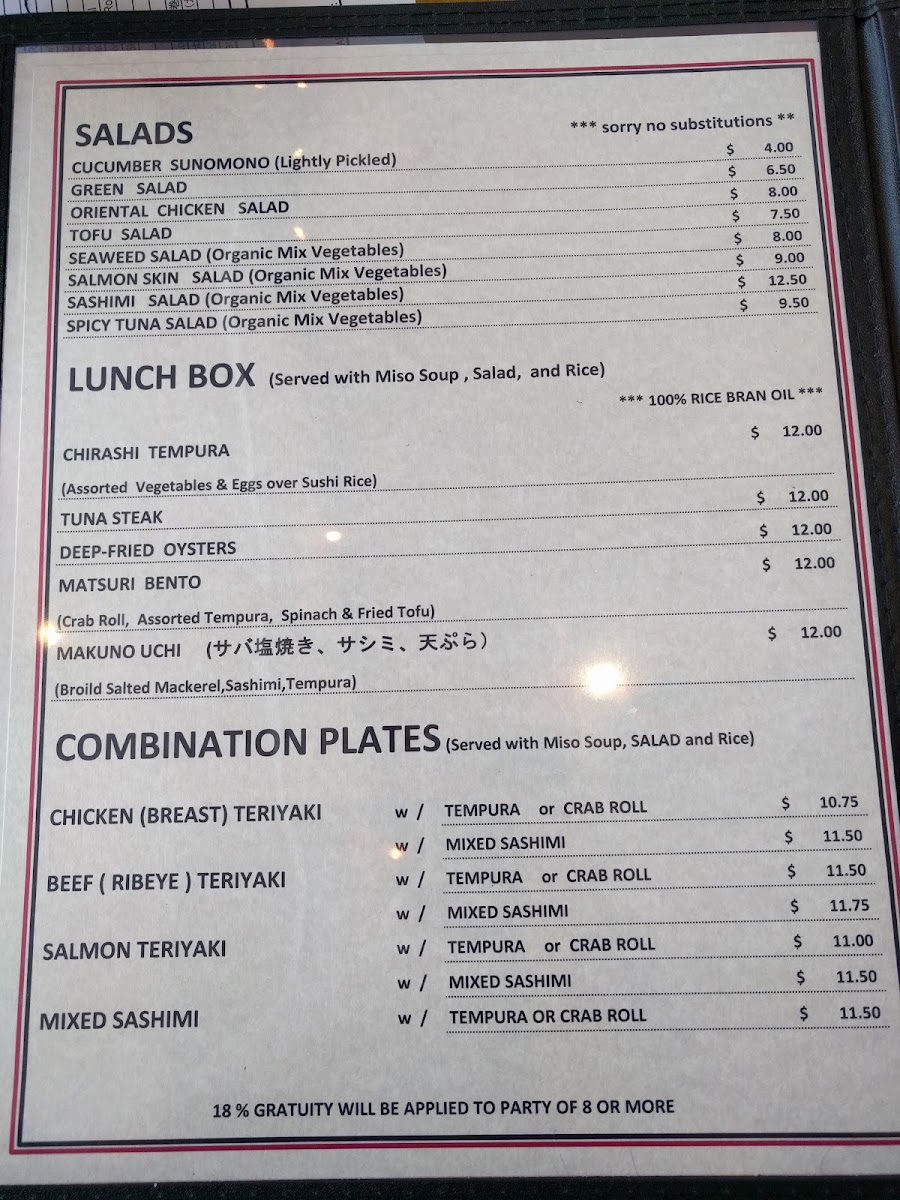 SALADS *** sorry no substitutions **
CUCUMBER SUNOMONO (Lightly Pickled) $ 4.00
GREEN SALAD $ 6.50
ORIENTAL CHICKEN SALAD $ 8.00
TOFU SALAD $ 7.50
SEAWEED SALAD (Organic Mix Vegetables) $ 8.00
SALMON SKIN SALAD (Organic Mix Vegetables) $ 9.00
SASHIMI SALAD (Organic Mix Vegetables) $ 12.50
SPICY TUNA SALAD (Organic Mix Vegetables) $ 9.50
LUNCH BOX (Served with Miso Soup , Salad, and Rice)
*** 100% RICE BRAN OIL ***
CHIRASHI TEMPURA $ 12.00
(Assorted Vegetables & Eggs over Sushi Rice)
TUNA STEAK $ 12.00
DEEP-FRIED OYSTERS $ 12.00
MATSURI BENTO $ 12.00
(Crab Roll, Assorted Tempura, Spinach & Fried Tofu)
MAKUNO UCHI (サバ塩焼き、サシミ、天ぷら) $ 12.00
(Broild Salted Mackerel,Sashimi,Tempura)
COMBINATION PLATES (Served with Miso Soup, SALAD and Rice)
CHICKEN (BREAST) TERIYAKI w / TEMPURA or CRAB ROLL $ 10.75
w / MIXED SASHIMI $ 11.50
BEEF ( RIBEYE ) TERIYAKI w / TEMPURA or CRAB ROLL $ 11.50
w / MIXED SASHIMI $ 11.75
SALMON TERIYAKI w / TEMPURA or CRAB ROLL $ 11.00
w / MIXED SASHIMI $ 11.50
MIXED SASHIMI w / TEMPURA OR CRAB ROLL $ 11.50
18 % GRATUITY WILL BE APPLIED TO PARTY OF 8 OR MORE